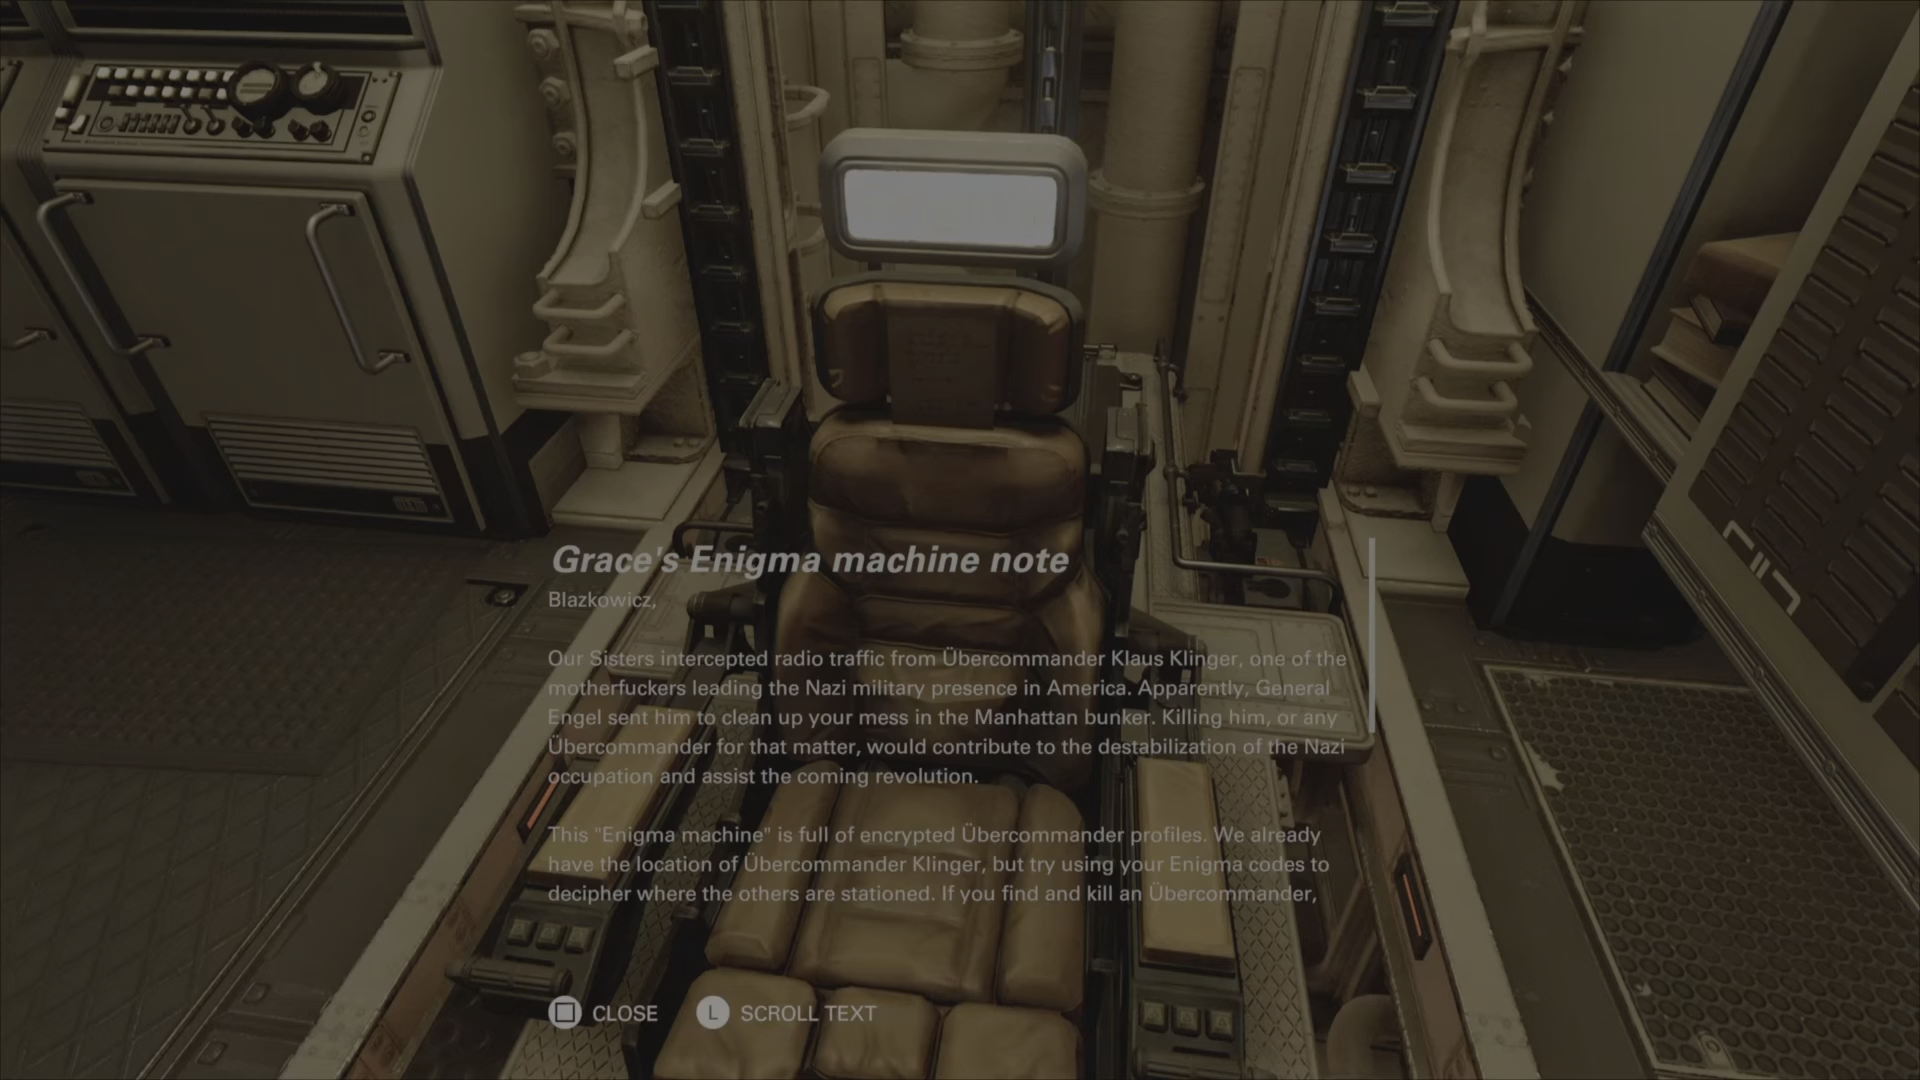 Grace's Enigma machine note
Blazkowicz,
Our Sisters intercepted radio traffic from Übercommander Klaus Klinger, one of the
motherfuckers leading the Nazi military presence in America. Apparently, General
Engel sent him to clean up your mess in the Manhattan bunker. Killing him, or any
Übercommander for that matter, would contribute to the destabilization of the Nazi
occupation and assist the coming revolution.
This "Enigma machine" is full of encrypted Übercommander profiles. We already
have the location of Übercommander Klinger, but try using your Enigma codes to
decipher where the others are stationed. If you find and kill an Übercommander,
CLOSE L SCROLL TEXT